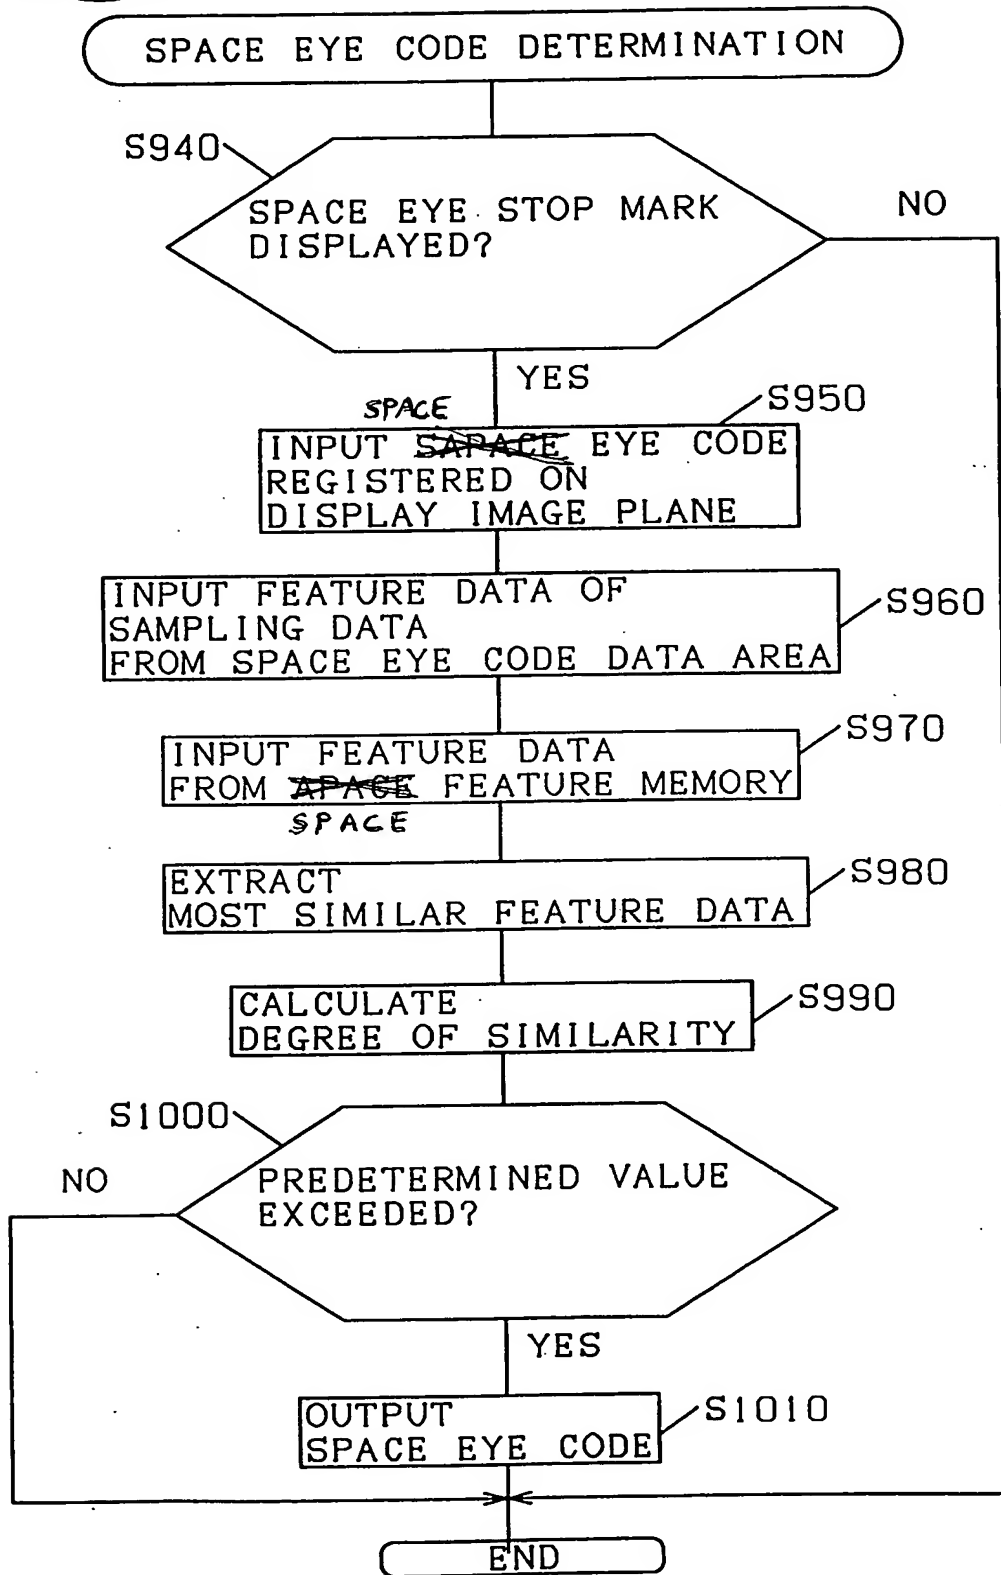 SPACE EYE CODE DETERMINATION
S940
SPACE EYE STOP MARK
DISPLAYED?
NO
YES
SPACE
S950
INPUT SAPACE EYE CODE
REGISTERED ON
DISPLAY IMAGE PLANE
INPUT FEATURE DATA OF
SAMPLING DATA
FROM SPACE EYE CODE DATA AREA
S960
S970
INPUT FEATURE DATA
FROM APACE FEATURE MEMORY
SPACE
S980
EXTRACT
MOST SIMILAR FEATURE DATA
S990
CALCULATE
DEGREE OF SIMILARITY
S1000
NO
PREDETERMINED VALUE
EXCEEDED?
YES
S1010
OUTPUT
SPACE EYE CODE
END